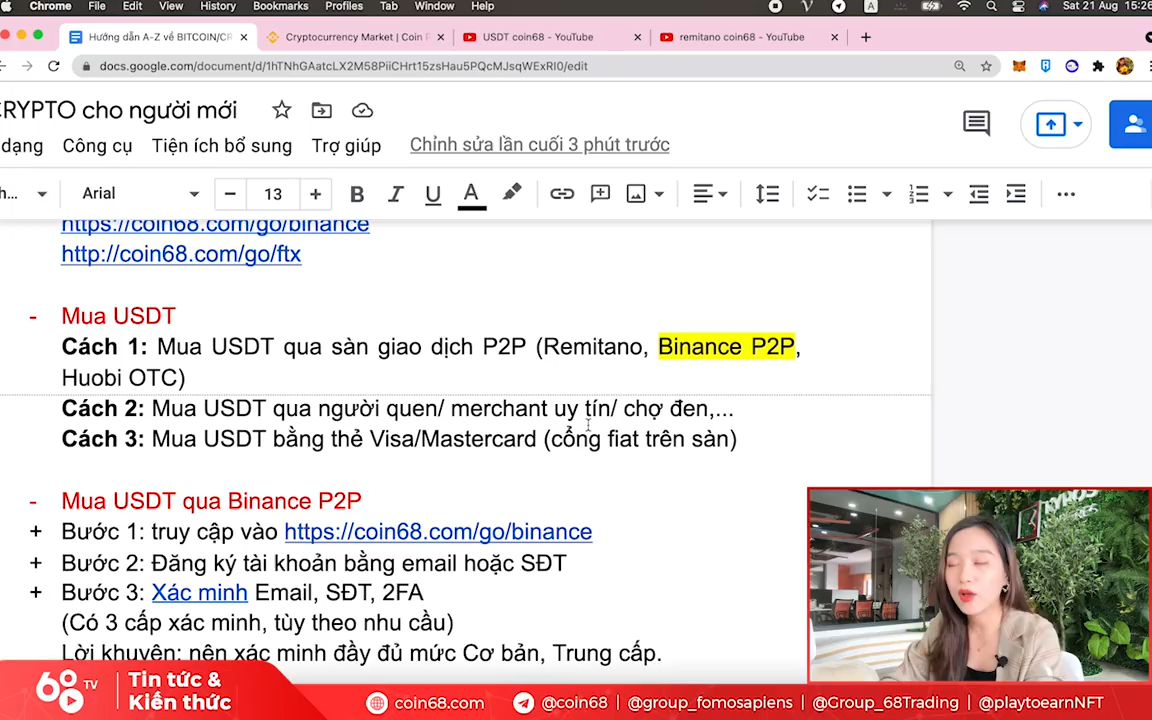 Chrome File Edit View History Bookmarks Profiles Tab Window Help Sat 21 Aug 15:26
Hướng dẫn A-Z về BITCOIN/CR Cryptocurrency Market | Coin F USDT coin68 - YouTube remitano coin68 - YouTube
docs.google.com/document/d/1hTNhGAatcLX2M58PiiCHrt15zsHau5PQcMJsqWExRI0/edit
CRYPTO cho người mới
dạng Công cụ Tiện ích bổ sung Trợ giúp Chỉnh sửa lần cuối 3 phút trước
h... Arial 13 B I U A
https://coin68.com/go/binance
http://coin68.com/go/ftx
- Mua USDT
Cách 1: Mua USDT qua sàn giao dịch P2P (Remitano, Binance P2P,
Huobi OTC)
Cách 2: Mua USDT qua người quen/ merchant uy tín/ chợ đen,...
Cách 3: Mua USDT bằng thẻ Visa/Mastercard (cổng fiat trên sàn)
- Mua USDT qua Binance P2P
+ Bước 1: truy cập vào https://coin68.com/go/binance
+ Bước 2: Đăng ký tài khoản bằng email hoặc SĐT
+ Bước 3: Xác minh Email, SĐT, 2FA
(Có 3 cấp xác minh, tùy theo nhu cầu)
Lời khuyên: nên xác minh đầy đủ mức Cơ bản, Trung cấp.
68 TV
Tin tức &
Kiến thức
coin68.com @coin68 | @group_fomosapiens | @Group_68Trading | @playtoearnNFT